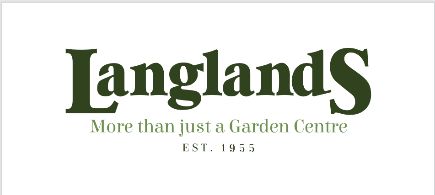 LanglandS
More than just a Garden Centre
EST. 1955